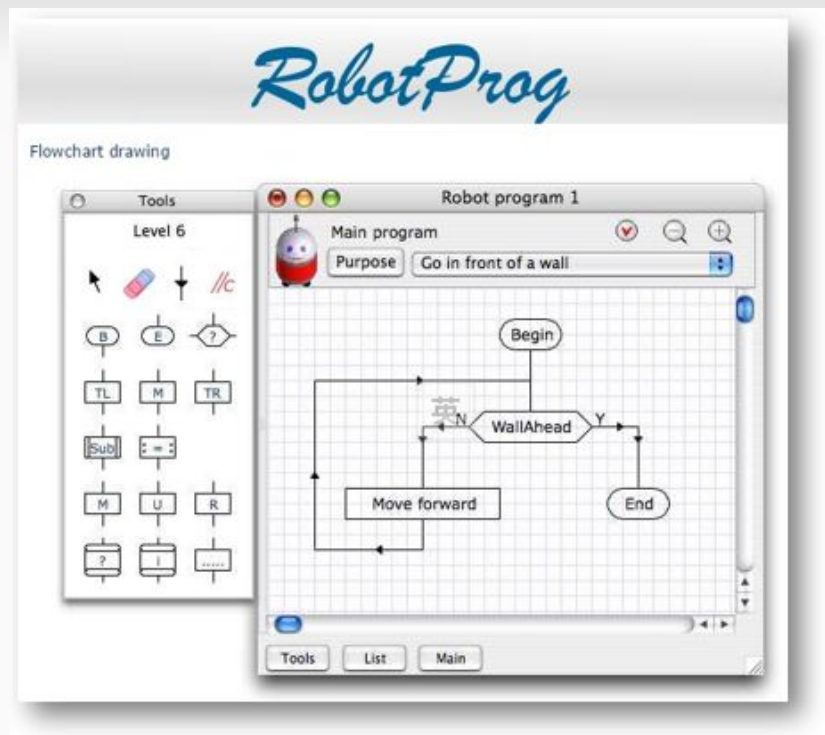 RobotProg
Flowchart drawing
Tools
Level 6
//c
B E ?
TL M TR
Sub : = :
M U R
? i .....
Robot program 1
Main program
Purpose Go in front of a wall
Begin
英
N WallAhead Y
Move forward End
Tools List Main